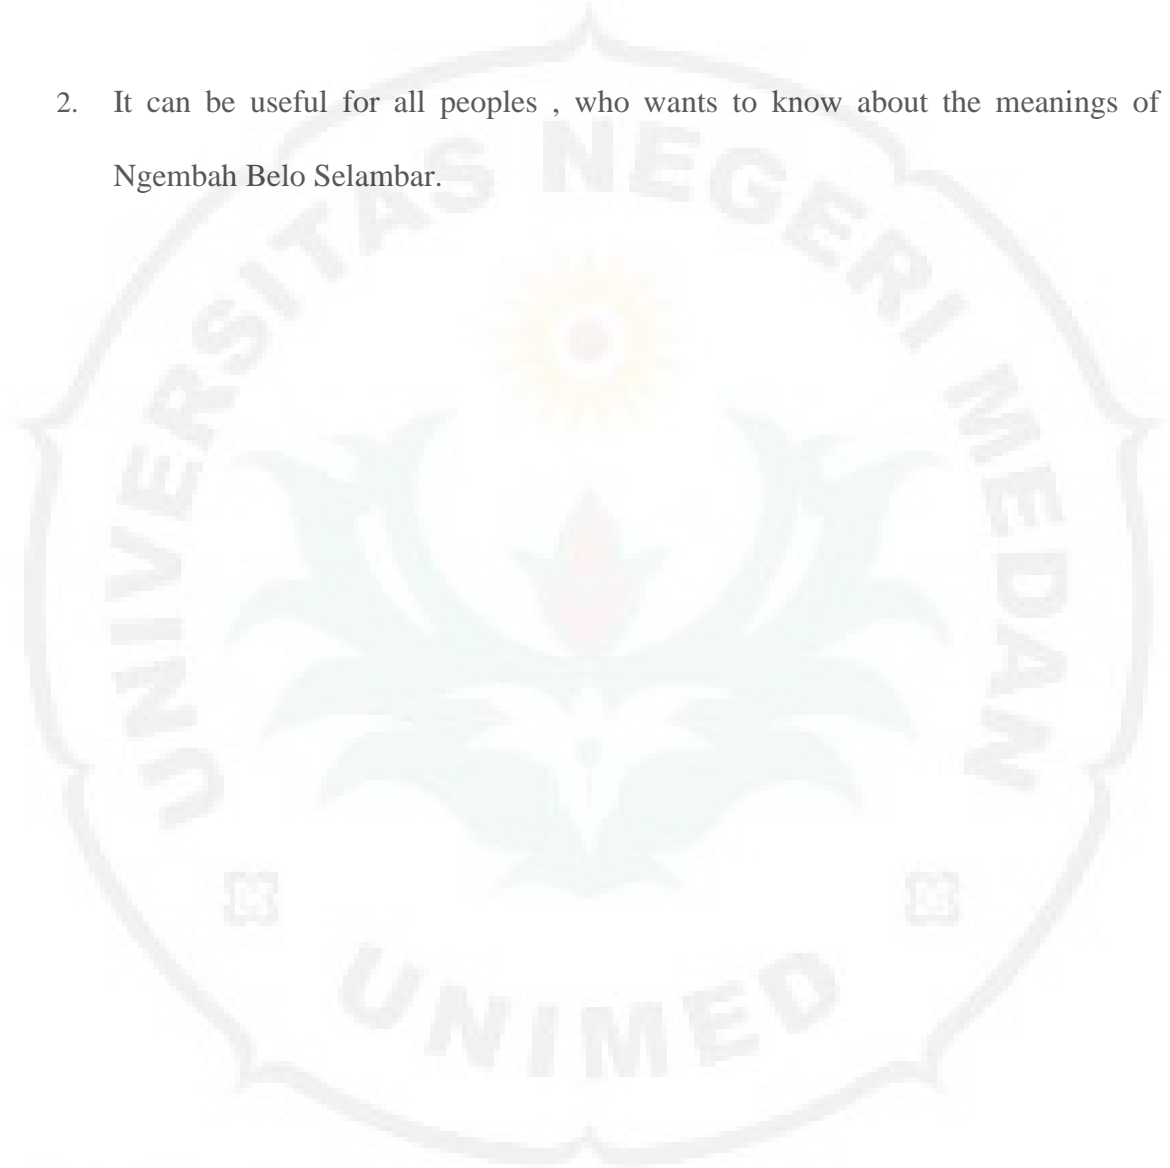 2. It can be useful for all peoples , who wants to know about the meanings of
Ngembah Belo Selambar.
UNIVERSITAS NEGERI MEDAN
UNIMED